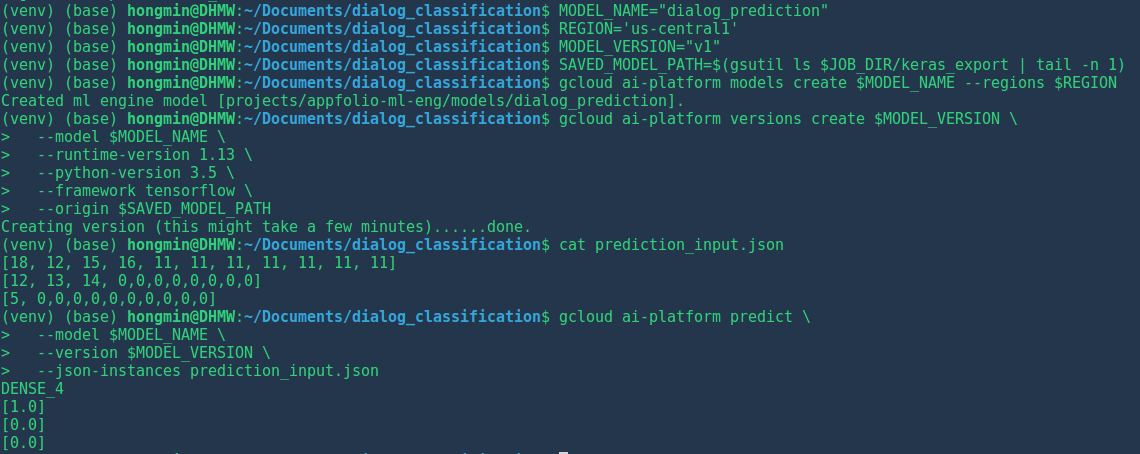 (venv) (base) hongmin@DHMW:~/Documents/dialog_classification$ MODEL_NAME="dialog_prediction"
(venv) (base) hongmin@DHMW:~/Documents/dialog_classification$ REGION='us-central1'
(venv) (base) hongmin@DHMW:~/Documents/dialog_classification$ MODEL_VERSION="v1"
(venv) (base) hongmin@DHMW:~/Documents/dialog_classification$ SAVED_MODEL_PATH=$(gsutil ls $JOB_DIR/keras_export | tail -n 1)
(venv) (base) hongmin@DHMW:~/Documents/dialog_classification$ gcloud ai-platform models create $MODEL_NAME --regions $REGION
Created ml engine model [projects/appfolio-ml-eng/models/dialog_prediction].
(venv) (base) hongmin@DHMW:~/Documents/dialog_classification$ gcloud ai-platform versions create $MODEL_VERSION \
>   --model $MODEL_NAME \
>   --runtime-version 1.13 \
>   --python-version 3.5 \
>   --framework tensorflow \
>   --origin $SAVED_MODEL_PATH
Creating version (this might take a few minutes)......done.
(venv) (base) hongmin@DHMW:~/Documents/dialog_classification$ cat prediction_input.json
[18, 12, 15, 16, 11, 11, 11, 11, 11, 11, 11]
[12, 13, 14, 0,0,0,0,0,0,0,0]
[5, 0,0,0,0,0,0,0,0,0,0]
(venv) (base) hongmin@DHMW:~/Documents/dialog_classification$ gcloud ai-platform predict \
>   --model $MODEL_NAME \
>   --version $MODEL_VERSION \
>   --json-instances prediction_input.json
DENSE_4
[1.0]
[0.0]
[0.0]